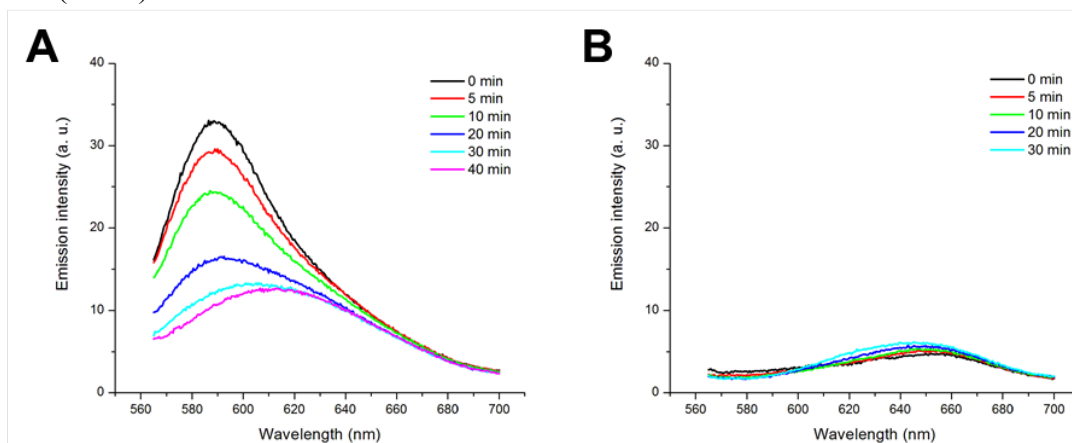 A
Emission intensity (a. u.)
40
30
20
10
0
560 580 600 620 640 660 680 700
Wavelength (nm)
0 min
5 min
10 min
20 min
30 min
40 min
B
Emission intensity (a. u.)
40
30
20
10
0
560 580 600 620 640 660 680 700
Wavelength (nm)
0 min
5 min
10 min
20 min
30 min